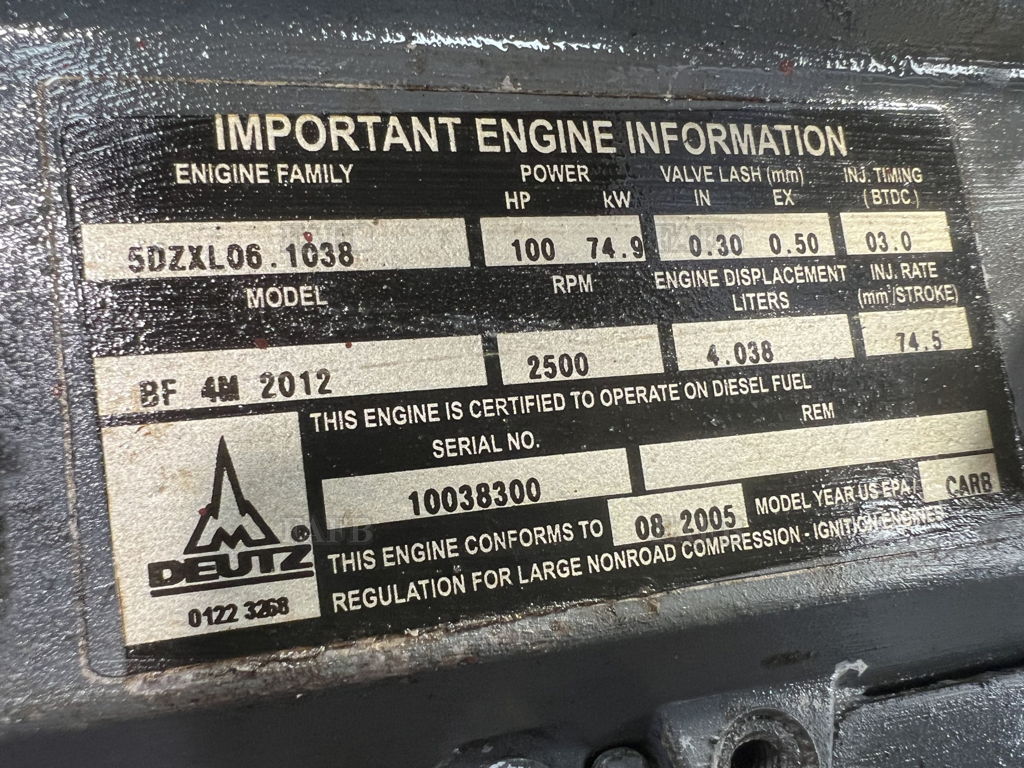 IMPORTANT ENGINE INFORMATION
ENIGINE FAMILY POWER VALVE LASH (mm) INJ. TIMING
HP kW IN EX (BTDC.)
5DZXL06.1038 100 74.9 0.30 0.50 03.0
MODEL RPM ENGINE DISPLACEMENT LITERS INJ. RATE (mm³/STROKE)
BF 4M 2012 2500 4.038 74.5
THIS ENGINE IS CERTIFIED TO OPERATE ON DIESEL FUEL
SERIAL NO. REM
10038300
THIS ENGINE CONFORMS TO 08 2005 MODEL YEAR US EPA / CARB
REGULATION FOR LARGE NONROAD COMPRESSION - IGNITION ENGINES
DEUTZ ®
0122 3268